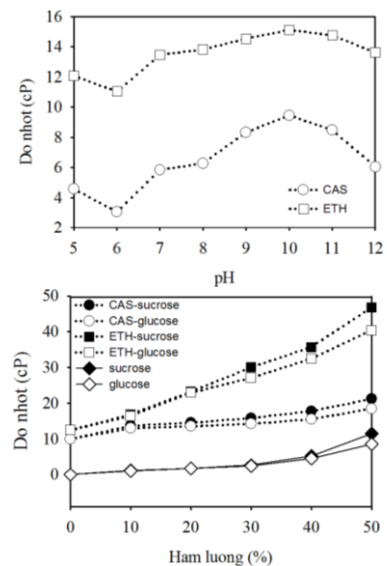 16
14
12
10
8
6
4
2
Do nhot (cP)
CAS
ETH
5 6 7 8 9 10 11 12
pH
50
40
30
20
10
0
Do nhot (cP)
CAS-sucrose
CAS-glucose
ETH-sucrose
ETH-glucose
sucrose
glucose
0 10 20 30 40 50
Ham luong (%)